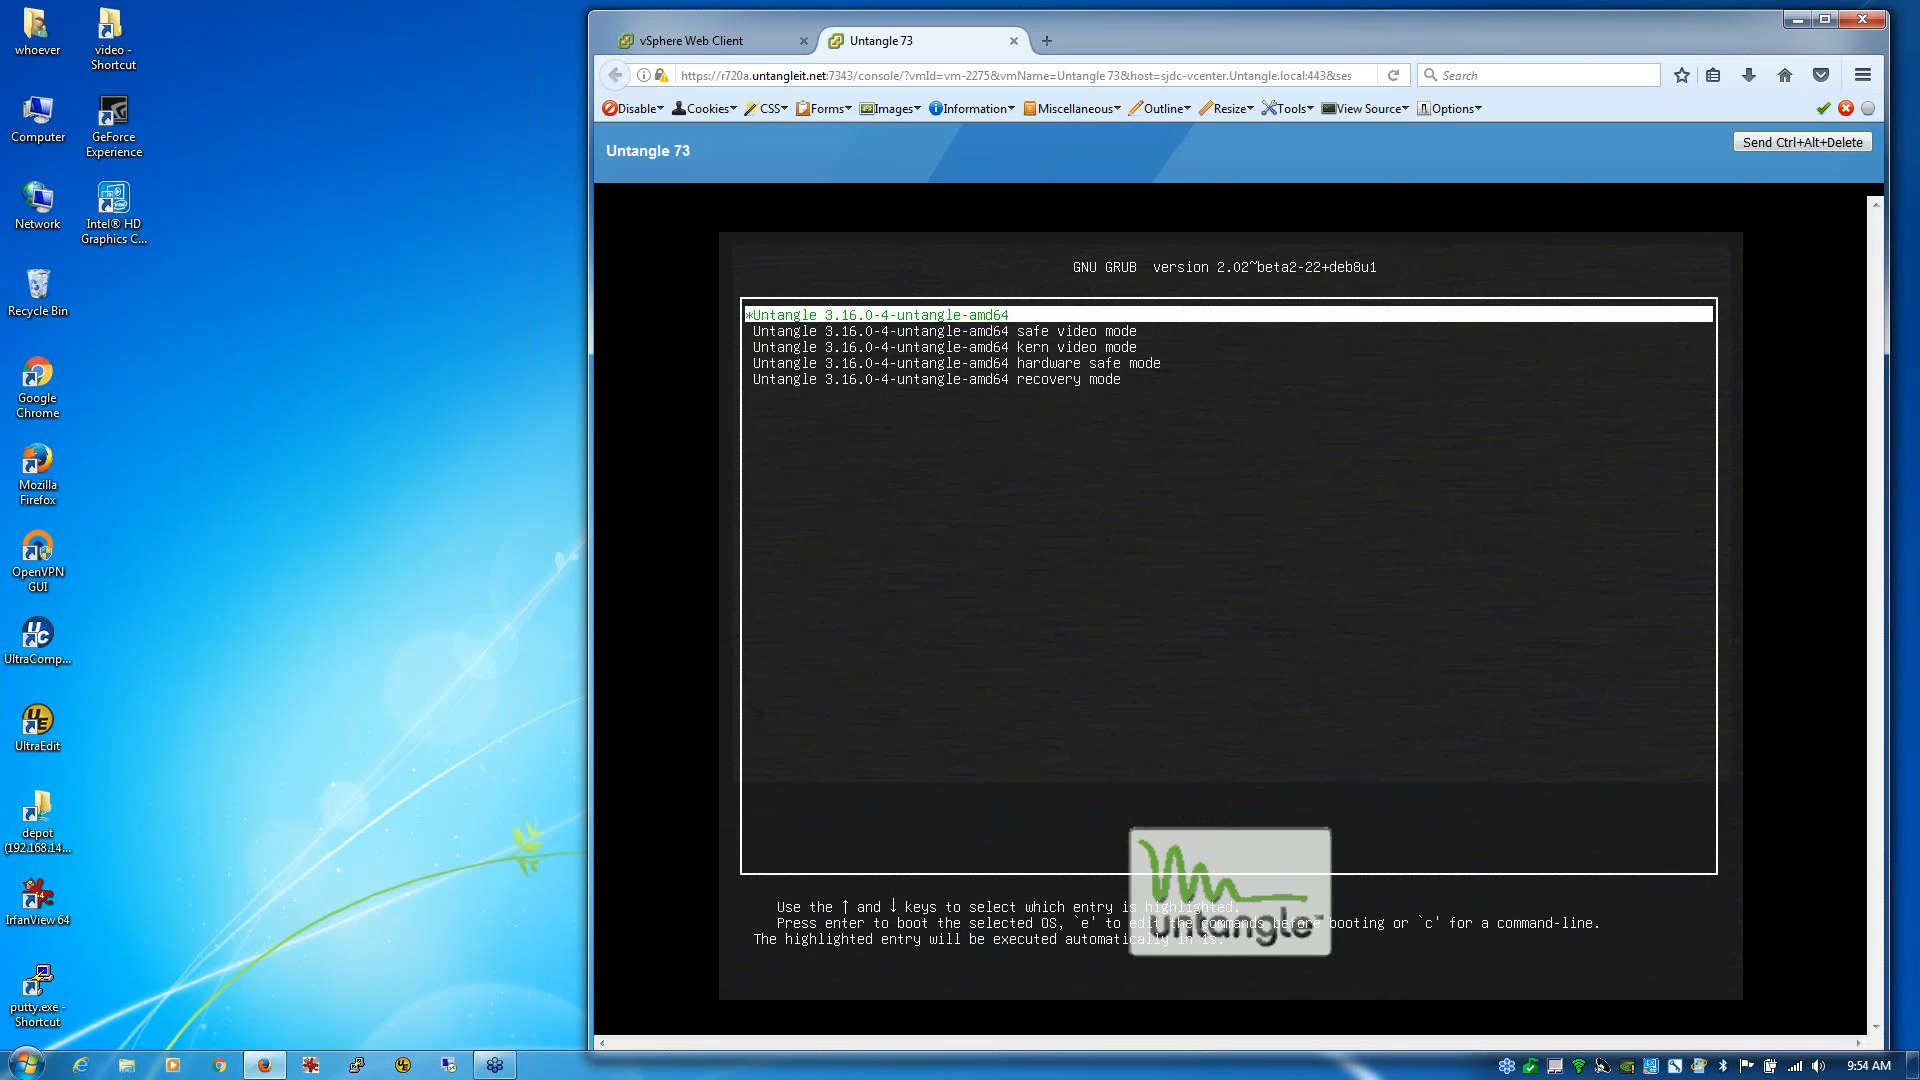 whoever
video - Shortcut
Computer
GeForce Experience
Network
Intel® HD Graphics C...
Recycle Bin
Google Chrome
Mozilla Firefox
OpenVPN GUI
UltraComp...
UltraEdit
depot (192.168.14...
IrfanView 64
putty.exe - Shortcut
vSphere Web Client
Untangle 73
https://r720a.untangleit.net:7343/console/?vmId=vm-2275&vmName=Untangle 73&host=sjdc-vcenter.Untangle.local:443&ses
Search
Disable Cookies CSS Forms Images Information Miscellaneous Outline Resize Tools View Source Options
Untangle 73
Send Ctrl+Alt+Delete
GNU GRUB version 2.02~beta2-22+deb8u1
*Untangle 3.16.0-4-untangle-amd64
Untangle 3.16.0-4-untangle-amd64 safe video mode
Untangle 3.16.0-4-untangle-amd64 kern video mode
Untangle 3.16.0-4-untangle-amd64 hardware safe mode
Untangle 3.16.0-4-untangle-amd64 recovery mode
Use the ↑ and ↓ keys to select which entry is highlighted.
Press enter to boot the selected OS, `e' to edit the commands before booting or `c' for a command-line.
The highlighted entry will be executed automatically in 1s.
untangle
9:54 AM